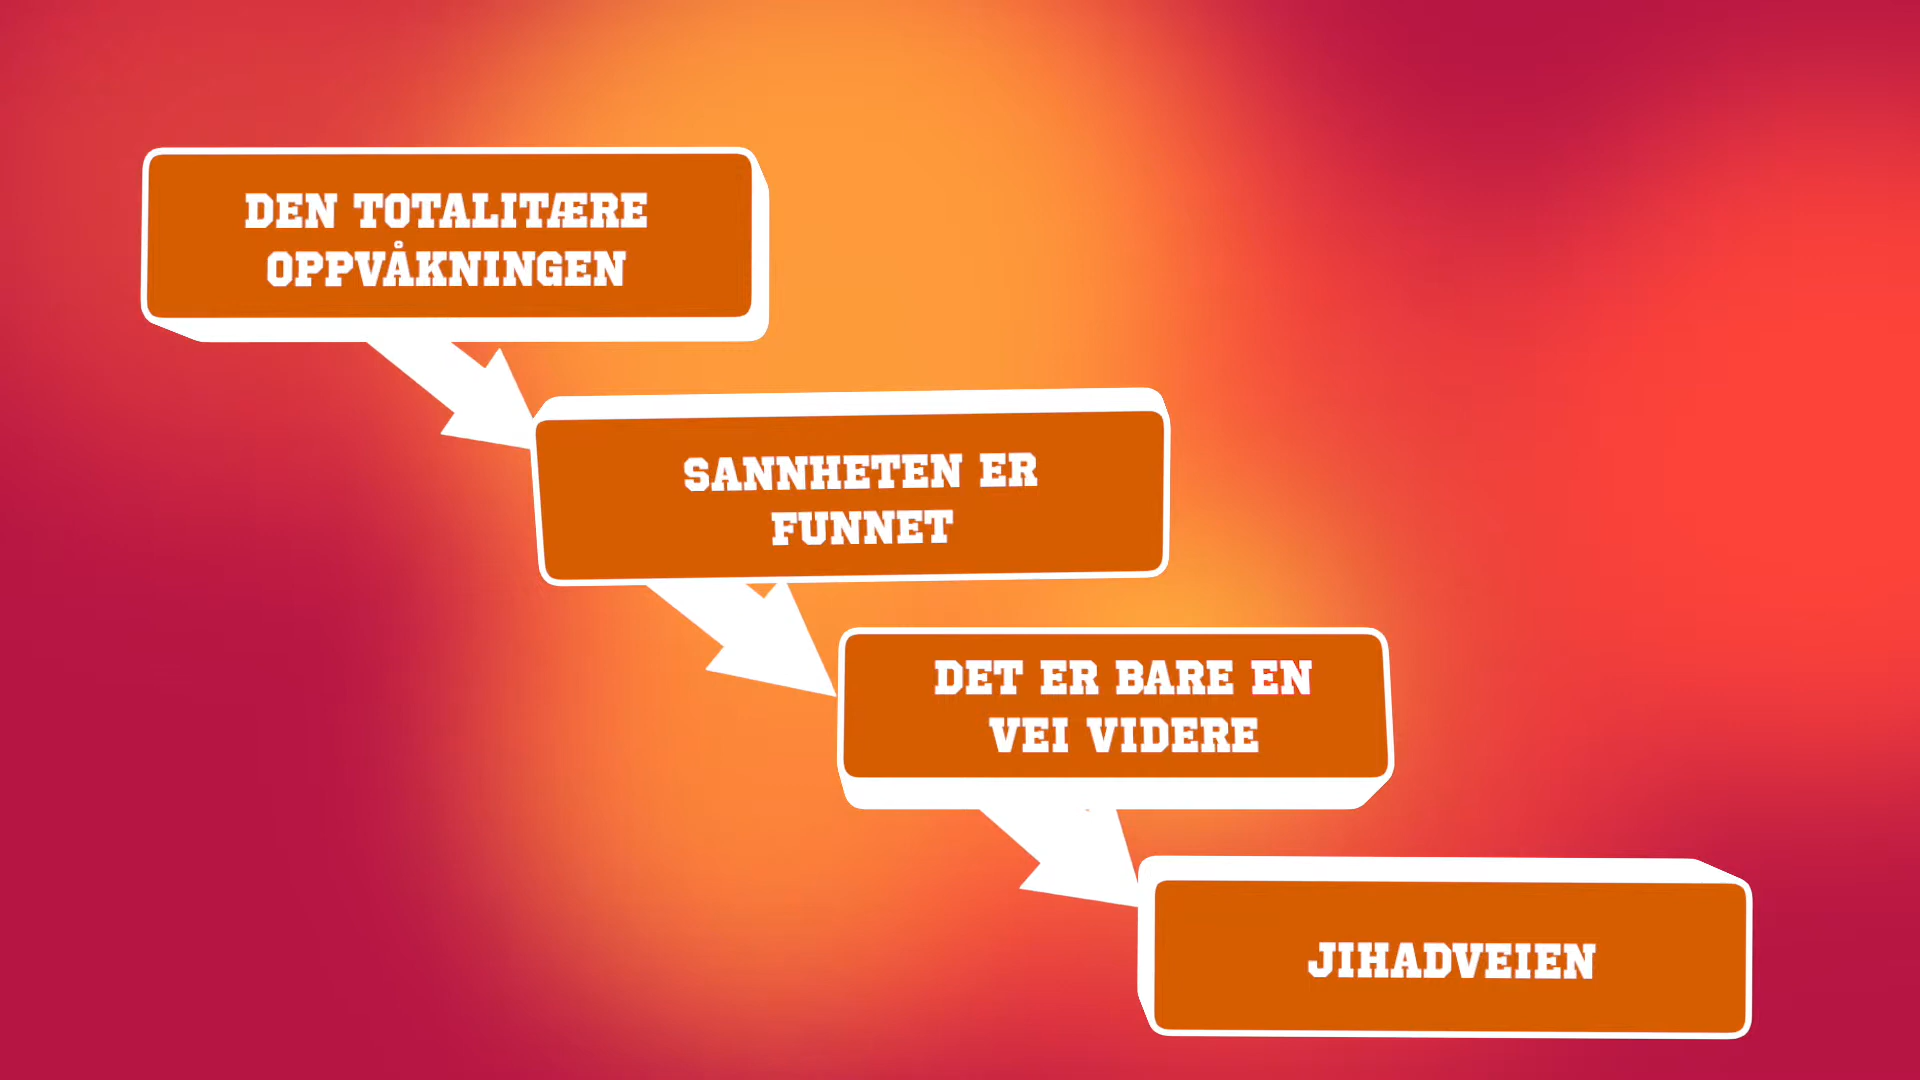 DEN TOTALITÆRE
OPPVÅKNINGEN
SANNHETEN ER
FUNNET
DET ER BARE EN
VEI VIDERE
JIHADVEIEN